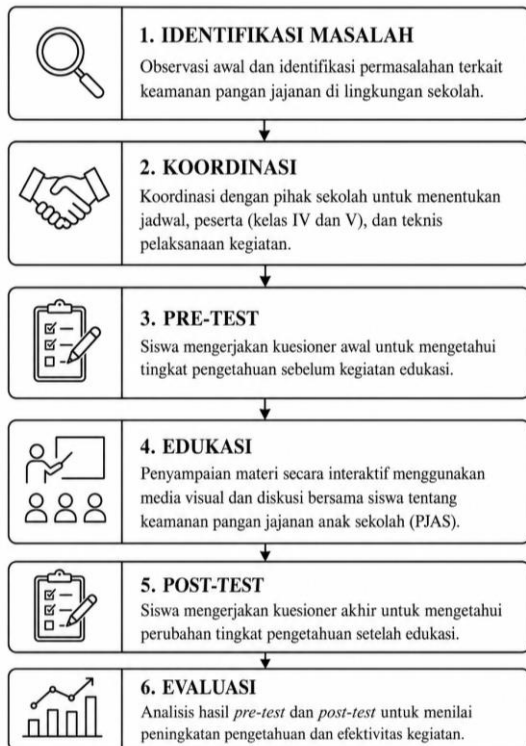 1. IDENTIFIKASI MASALAH
Observasi awal dan identifikasi permasalahan terkait
keamanan pangan jajanan di lingkungan sekolah.
2. KOORDINASI
Koordinasi dengan pihak sekolah untuk menentukan
jadwal, peserta (kelas IV dan V), dan teknis
pelaksanaan kegiatan.
3. PRE-TEST
Siswa mengerjakan kuesioner awal untuk mengetahui
tingkat pengetahuan sebelum kegiatan edukasi.
4. EDUKASI
Penyampaian materi secara interaktif menggunakan
media visual dan diskusi bersama siswa tentang
keamanan pangan jajanan anak sekolah (PJAS).
5. POST-TEST
Siswa mengerjakan kuesioner akhir untuk mengetahui
perubahan tingkat pengetahuan setelah edukasi.
6. EVALUASI
Analisis hasil pre-test dan post-test untuk menilai
peningkatan pengetahuan dan efektivitas kegiatan.